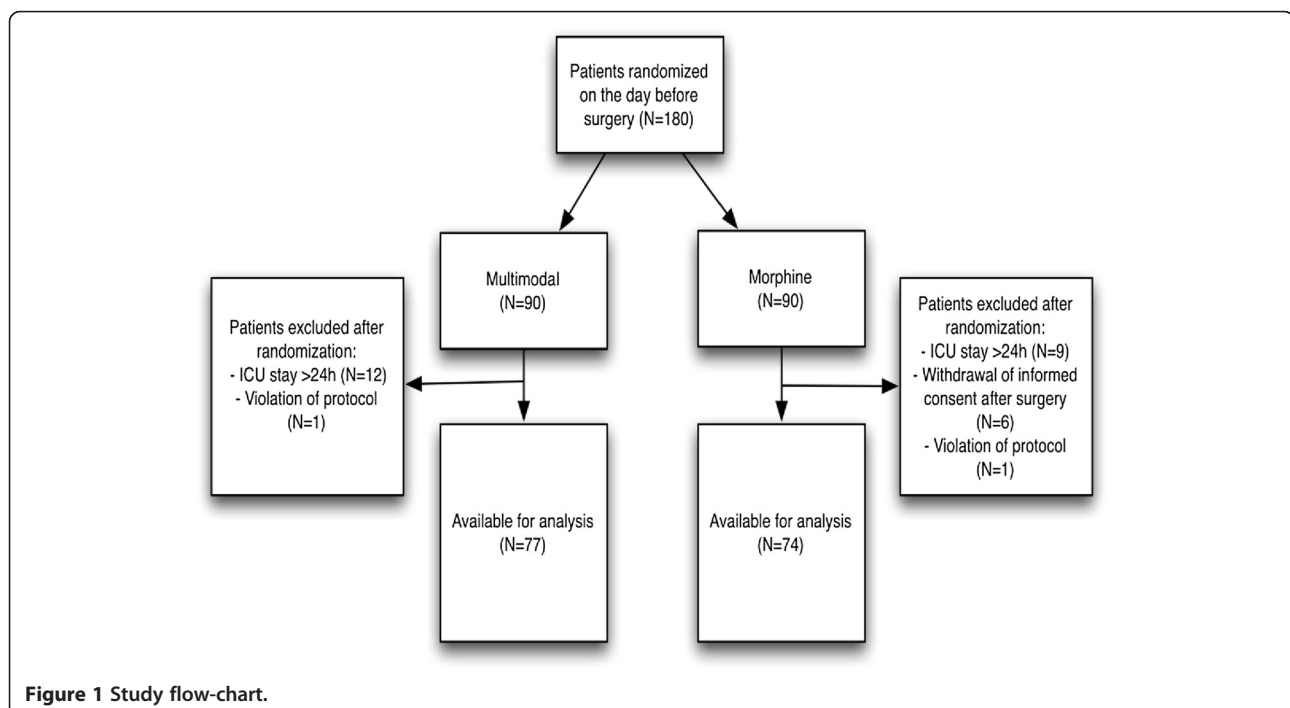 Patients randomized
on the day before
surgery (N=180)
Multimodal
(N=90)
Morphine
(N=90)
Patients excluded after
randomization:
- ICU stay >24h (N=12)
- Violation of protocol
(N=1)
Patients excluded after
randomization:
- ICU stay >24h (N=9)
- Withdrawal of informed
consent after surgery
(N=6)
- Violation of protocol
(N=1)
Available for analysis
(N=77)
Available for analysis
(N=74)
Figure 1 Study flow-chart.